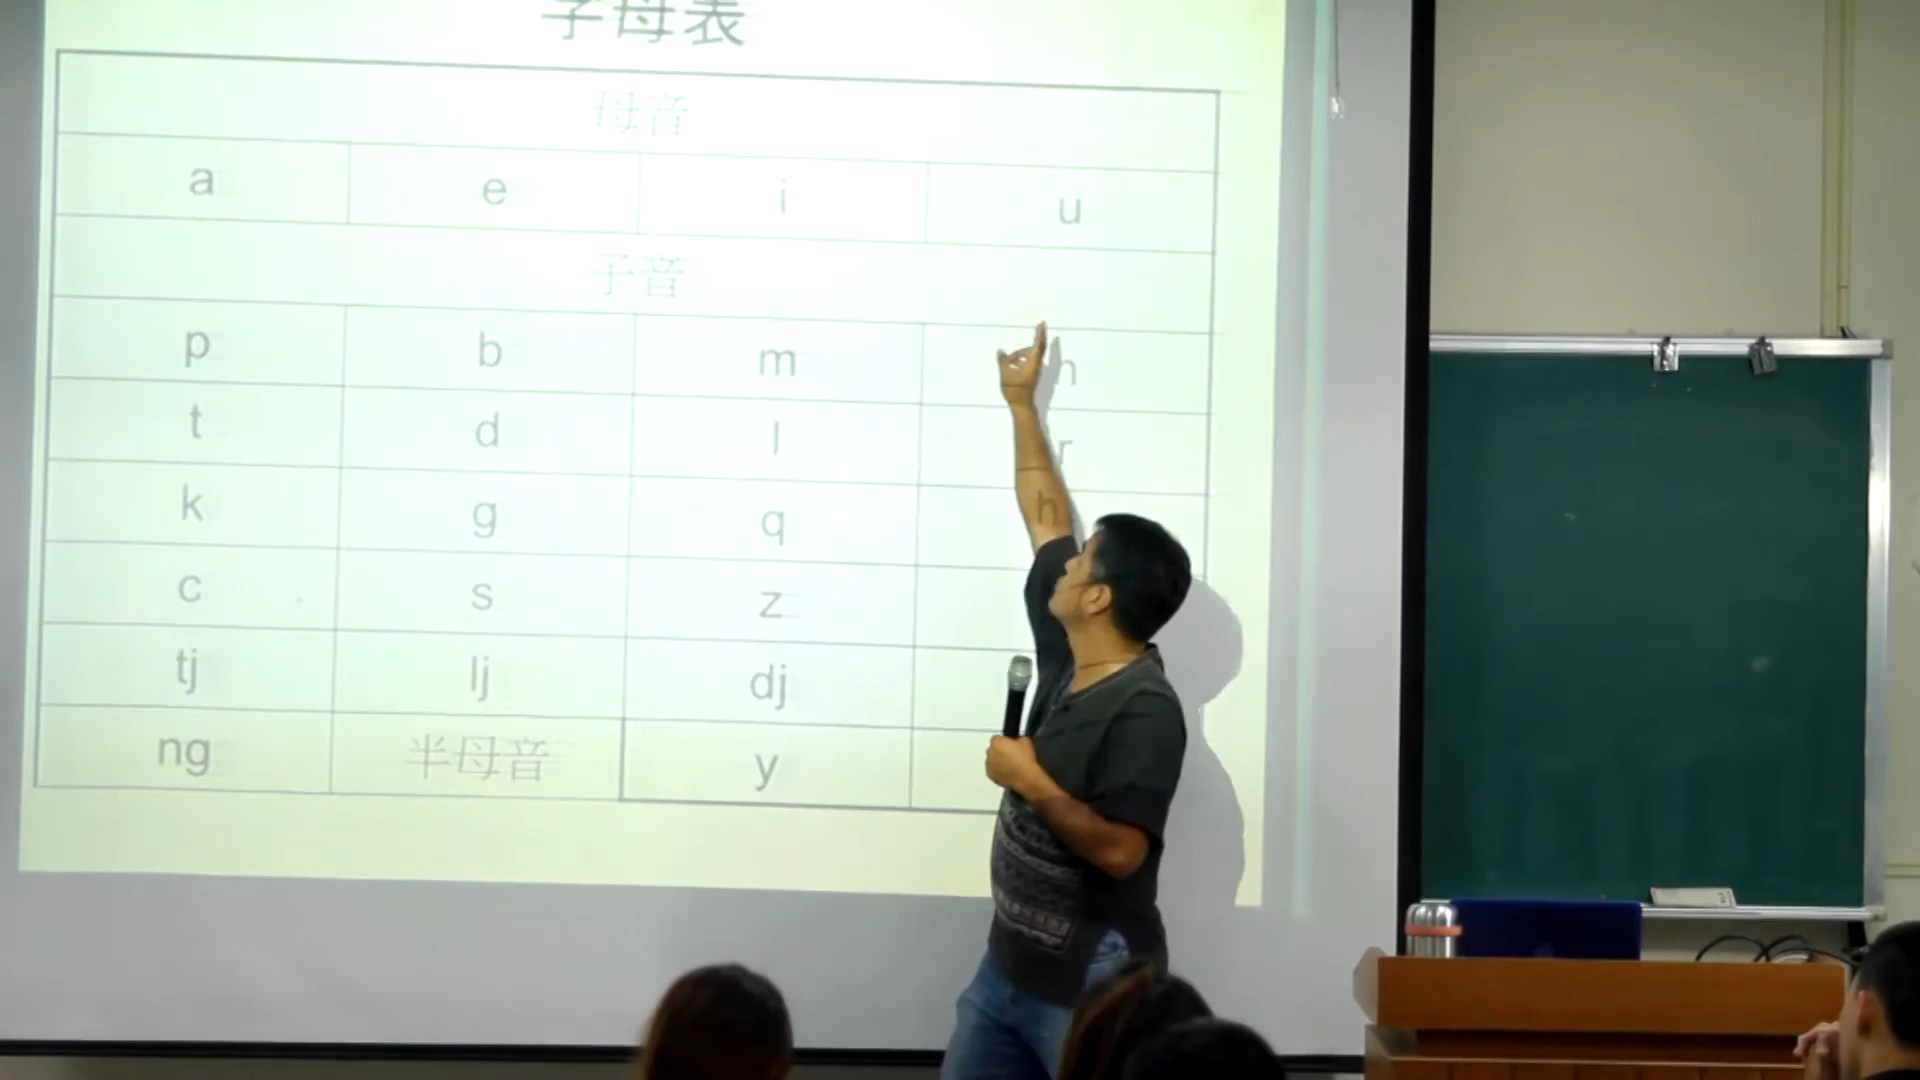 字母表
母音
a e i u
子音
p b m n
t d l r
k g q h
c s z
tj lj dj
ng 半母音 y